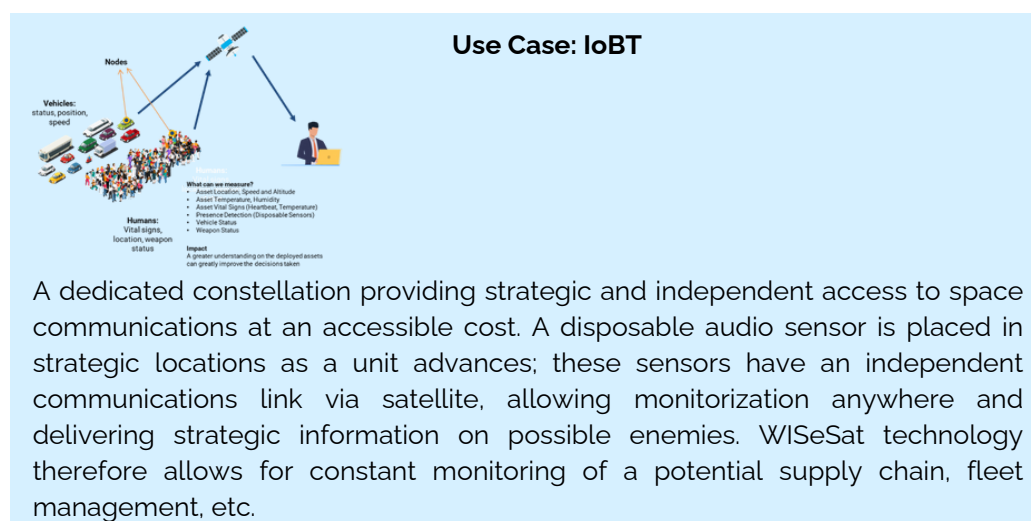 Use Case: IoBT
Nodes
Vehicles:
status, position,
speed
Humans:
What can we measure?
• Asset Location, Speed and Altitude
• Asset Temperature, Humidity
• Asset Vital Signs (Heartbeat, Temperature)
• Presence Detection (Disposable Sensors)
• Vehicle Status
• Weapon Status
Humans:
Vital signs,
location, weapon
status
Impact
A greater understanding on the deployed assets
can greatly improve the decisions taken
A dedicated constellation providing strategic and independent access to space
communications at an accessible cost. A disposable audio sensor is placed in
strategic locations as a unit advances; these sensors have an independent
communications link via satellite, allowing monitorization anywhere and
delivering strategic information on possible enemies. WISeSat technology
therefore allows for constant monitoring of a potential supply chain, fleet
management, etc.